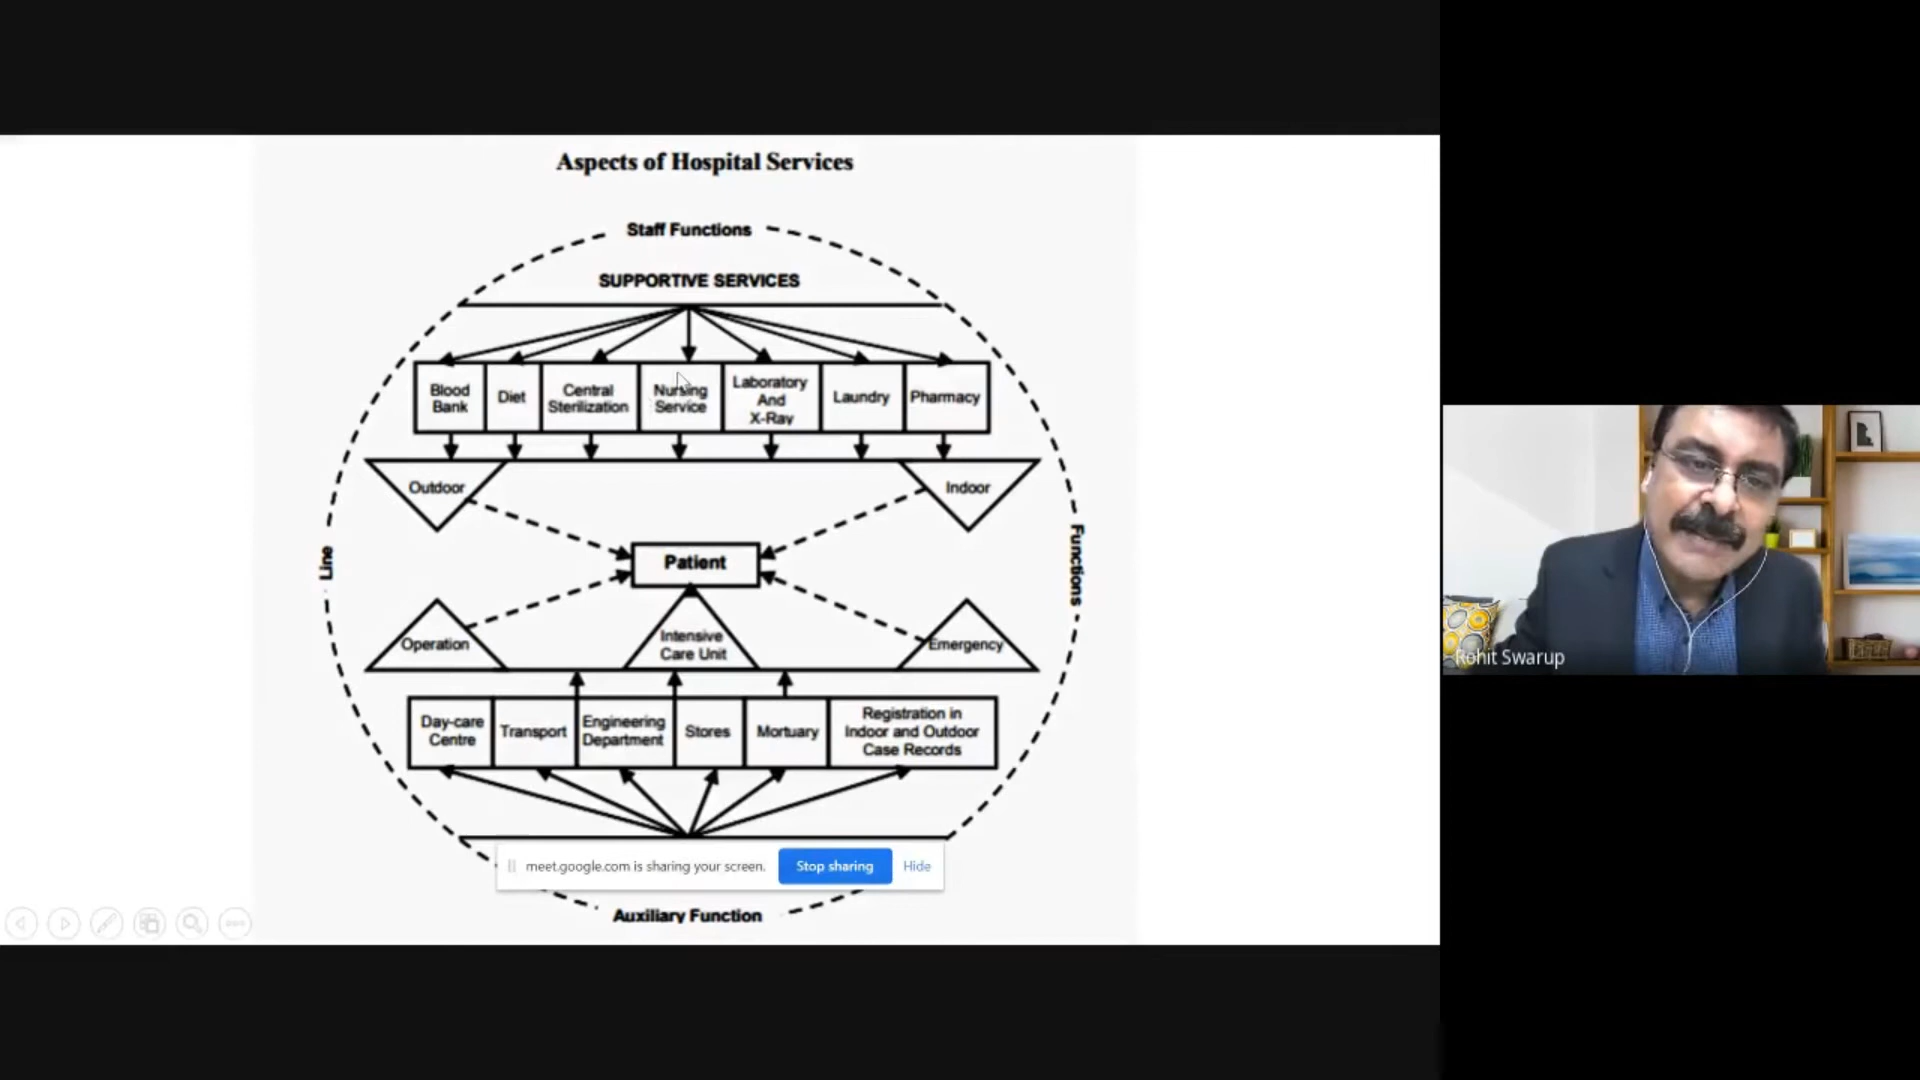 Aspects of Hospital Services
Staff Functions
SUPPORTIVE SERVICES
Blood
Bank
Diet
Central
Sterilization
Nursing
Service
Laboratory
And
X-Ray
Laundry
Pharmacy
Outdoor
Indoor
Line
Patient
Functions
Operation
Intensive
Care Unit
Emergency
Day-care
Centre
Transport
Engineering
Department
Stores
Mortuary
Registration in
Indoor and Outdoor
Case Records
meet.google.com is sharing your screen.
Stop sharing
Hide
Auxiliary Function
Rohit Swarup